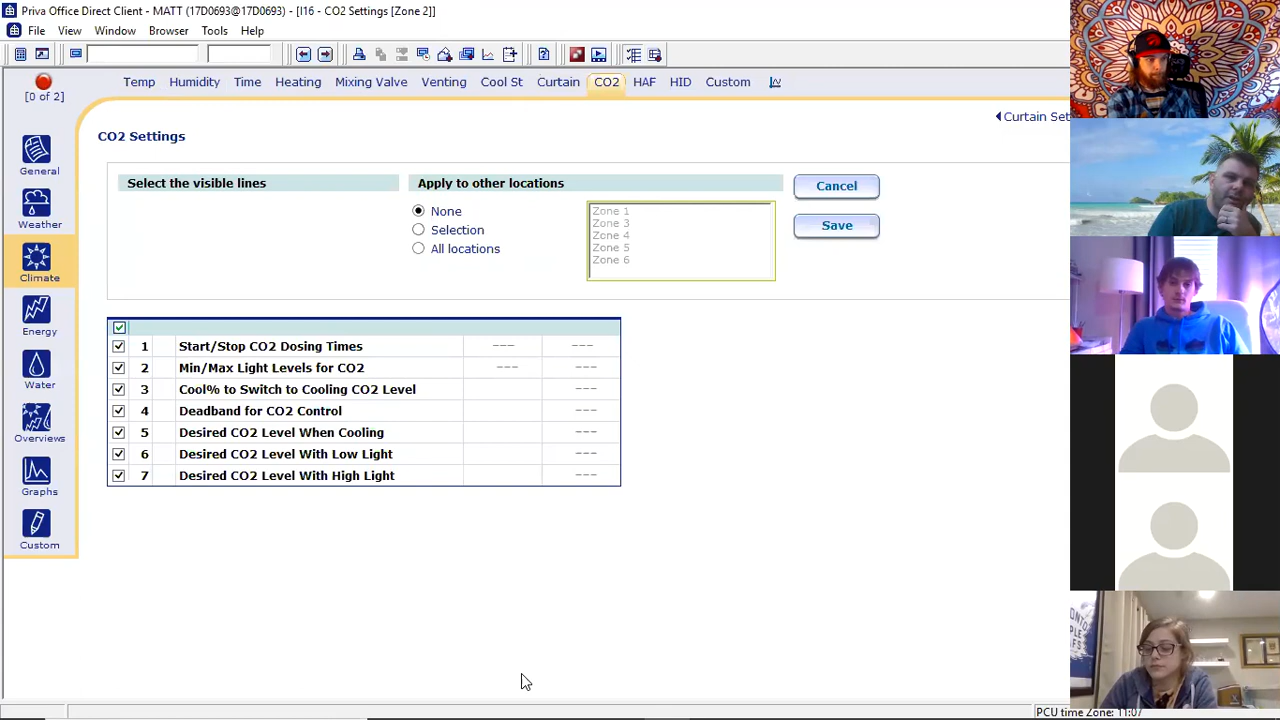 Priva Office Direct Client - MATT (17D0693@17D0693) - [I16 - CO2 Settings [Zone 2]]
File View Window Browser Tools Help
[0 of 2]
Temp Humidity Time Heating Mixing Valve Venting Cool St Curtain CO2 HAF HID Custom
Curtain Set
CO2 Settings
General
Weather
Climate
Energy
Water
Overviews
Graphs
Custom
Select the visible lines
Apply to other locations
None
Selection
All locations
Zone 1
Zone 3
Zone 4
Zone 5
Zone 6
Cancel
Save
1 Start/Stop CO2 Dosing Times --- ---
2 Min/Max Light Levels for CO2 --- ---
3 Cool% to Switch to Cooling CO2 Level ---
4 Deadband for CO2 Control ---
5 Desired CO2 Level When Cooling ---
6 Desired CO2 Level With Low Light ---
7 Desired CO2 Level With High Light ---
PCU time Zone: 11:07